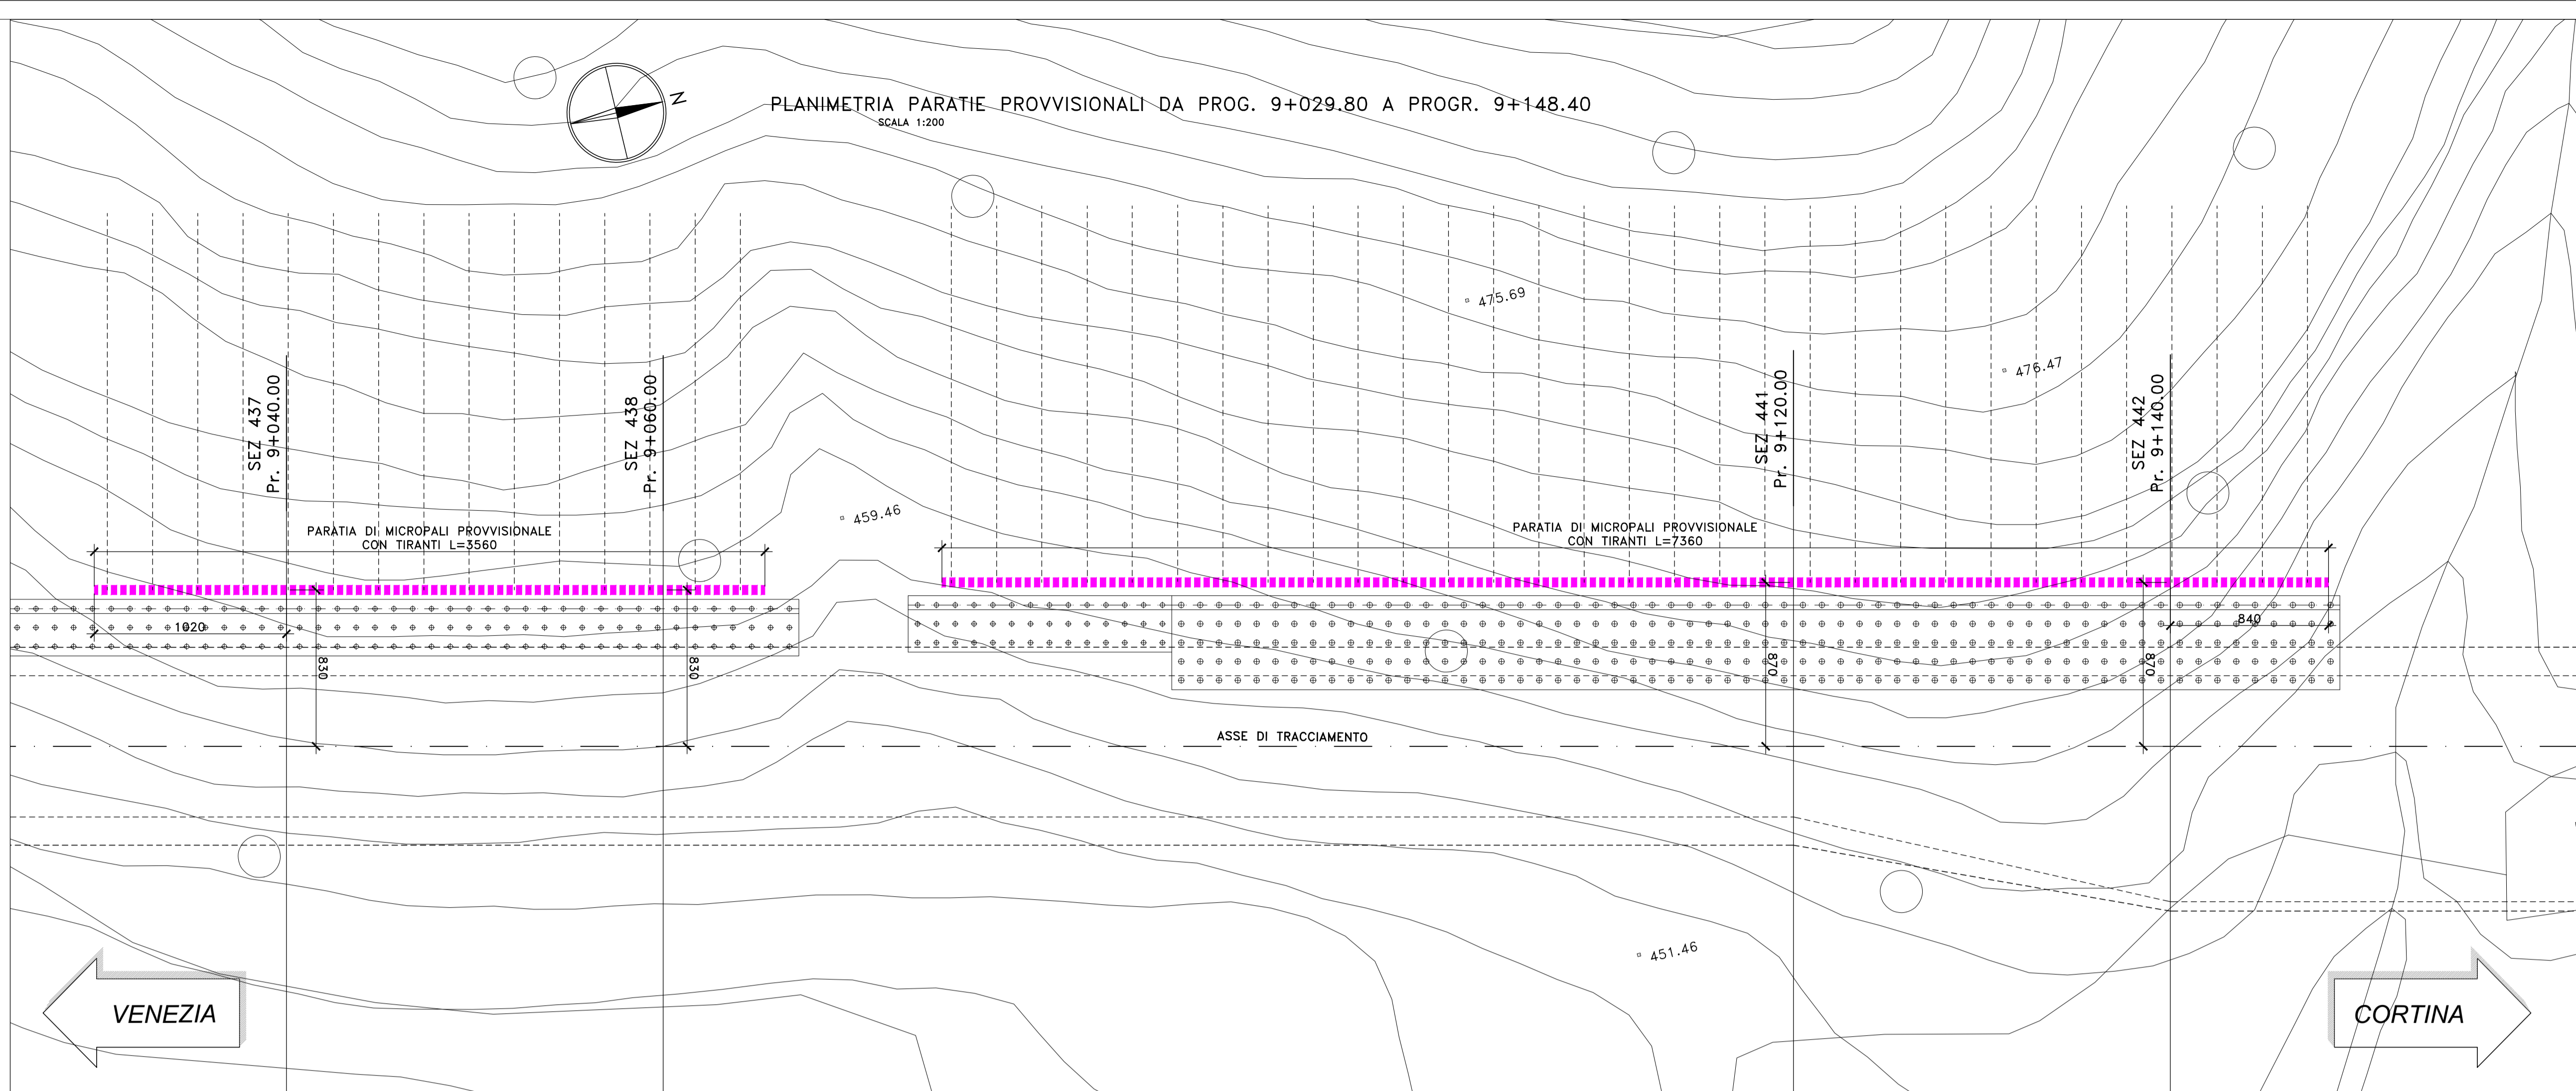 N
PLANIMETRIA PARATIE PROVVISIONALI DA PROG. 9+029.80 A PROGR. 9+148.40
SCALA 1:200
475.69
476.47
SEZ 437
Pr. 9+040.00
SEZ 438
Pr. 9+060.00
SEZ 441
Pr. 9+120.00
SEZ 442
Pr. 9+140.00
459.46
PARATIA DI MICROPALI PROVVISIONALE
CON TIRANTI L=3560
PARATIA DI MICROPALI PROVVISIONALE
CON TIRANTI L=7360
1020
840
830
830
870
870
ASSE DI TRACCIAMENTO
451.46
VENEZIA
CORTINA